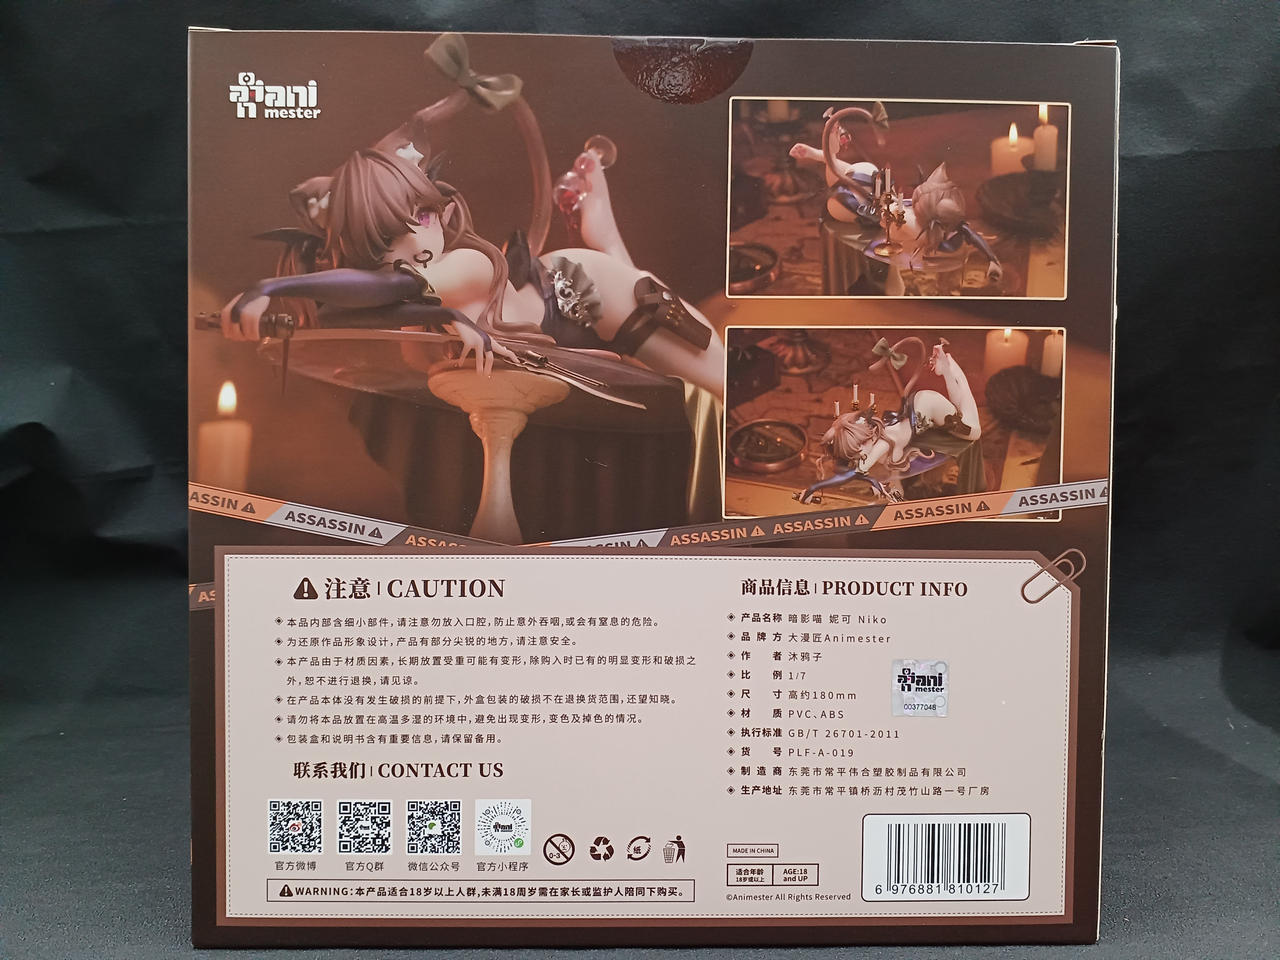 ani
mester
ASSASSIN
ASSASSIN
ASSASSIN
ASSASSIN
ASSASSIN
ASSASSIN
注意 | CAUTION
本品内部含细小部件,请注意勿放入口腔,防止意外吞咽,或会有窒息的危险。
为还原作品形象设计,产品有部分尖锐的地方,请注意安全。
本产品由于材质因素,长期放置受重可能有变形,除购入时已有的明显变形和破损之
外,恕不进行退换,请见谅。
在产品本体没有发生破损的前提下,外盒包装的破损不在退换货范围,还望知晓。
请勿将本品放置在高温多湿的环境中,避免出现变形,变色及掉色的情况。
包装盒和说明书含有重要信息,请保留备用。
联系我们 | CONTACT US
官方微博 官方Q群 微信公众号 官方小程序
0-3
纸
WARNING:本产品适合18岁以上人群,未满18周岁需在家长或监护人陪同下购买。
商品信息 | PRODUCT INFO
产品名称 暗影喵 妮可 Niko
品牌方 大漫匠Animester
作者 沐鸦子
比例 1/7
尺寸 高约180mm
材质 PVC、ABS
执行标准 GB/T 26701-2011
货号 PLF-A-019
制造商 东莞市常平伟合塑胶制品有限公司
生产地址 东莞市常平镇桥沥村茂竹山路一号厂房
ani
mester
00377048
MADE IN CHINA
适合年龄 AGE:18
18岁或以上 and UP
©Animester All Rights Reserved
6 976881 810127